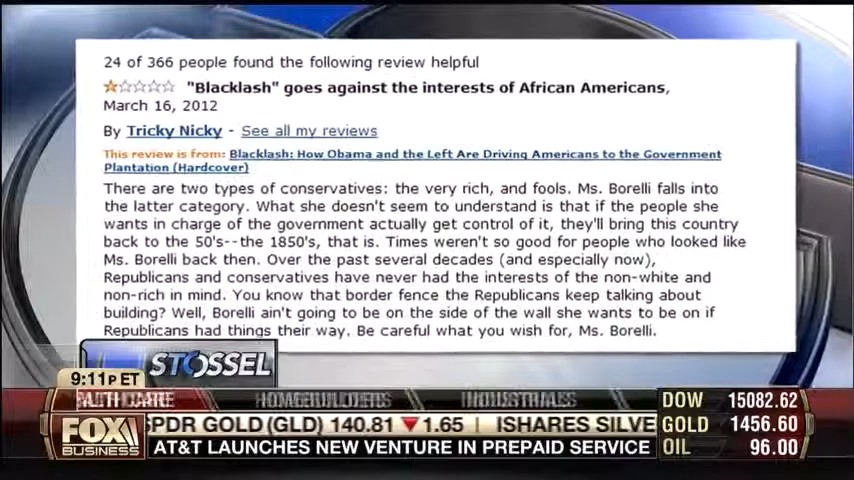 24 of 366 people found the following review helpful
"Blacklash" goes against the interests of African Americans,
March 16, 2012
By Tricky Nicky - See all my reviews
This review is from: Blacklash: How Obama and the Left Are Driving Americans to the Government
Plantation (Hardcover)
There are two types of conservatives: the very rich, and fools. Ms. Borelli falls into
the latter category. What she doesn't seem to understand is that if the people she
wants in charge of the government actually get control of it, they'll bring this country
back to the 50's--the 1850's, that is. Times weren't so good for people who looked like
Ms. Borelli back then. Over the past several decades (and especially now),
Republicans and conservatives have never had the interests of the non-white and
non-rich in mind. You know that border fence the Republicans keep talking about
building? Well, Borelli ain't going to be on the side of the wall she wants to be on if
Republicans had things their way. Be careful what you wish for, Ms. Borelli.
STOSSEL
9:11P ET
HOMEBUILDERS
DOW 15082.62
FOX BUSINESS
SPDR GOLD (GLD) 140.81 ▼1.65 | ISHARES SILVE
GOLD 1456.60
AT&T LAUNCHES NEW VENTURE IN PREPAID SERVICE
OIL 96.00